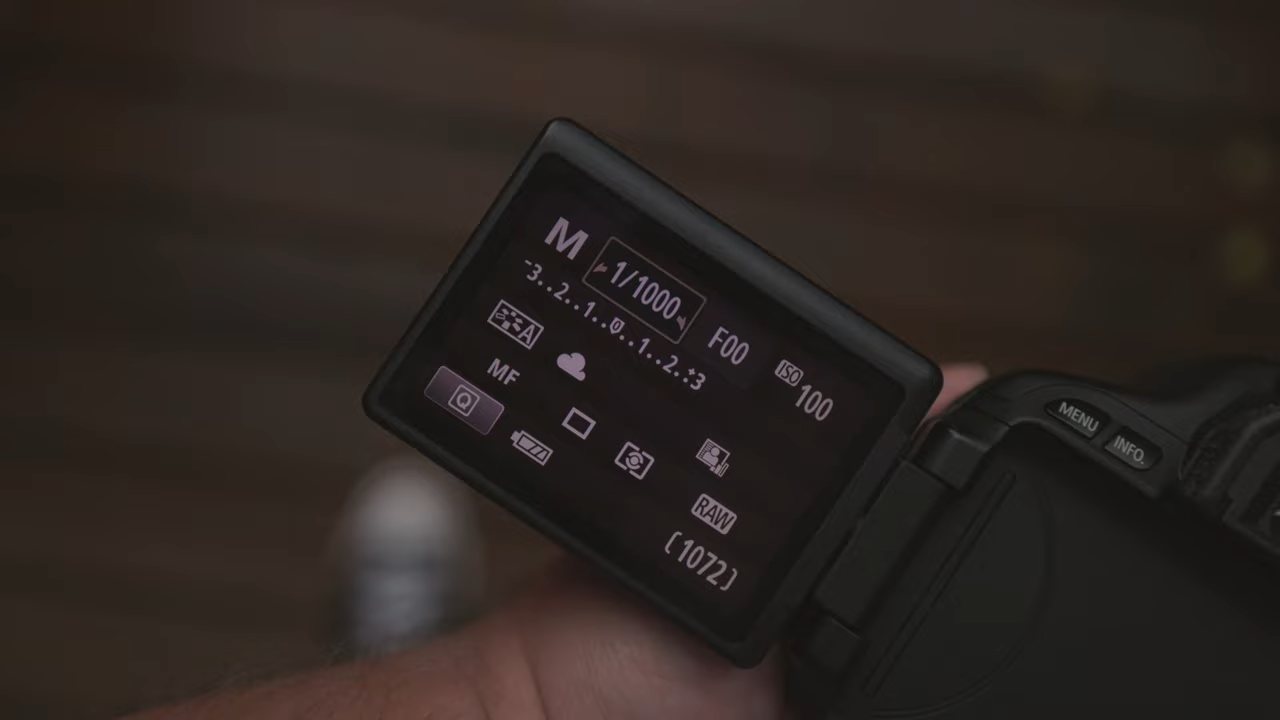 M 1/1000 F00 ISO 100
-3..2..1..0..1..2..+3
A
MF
Q
RAW
[1072]
MENU INFO.